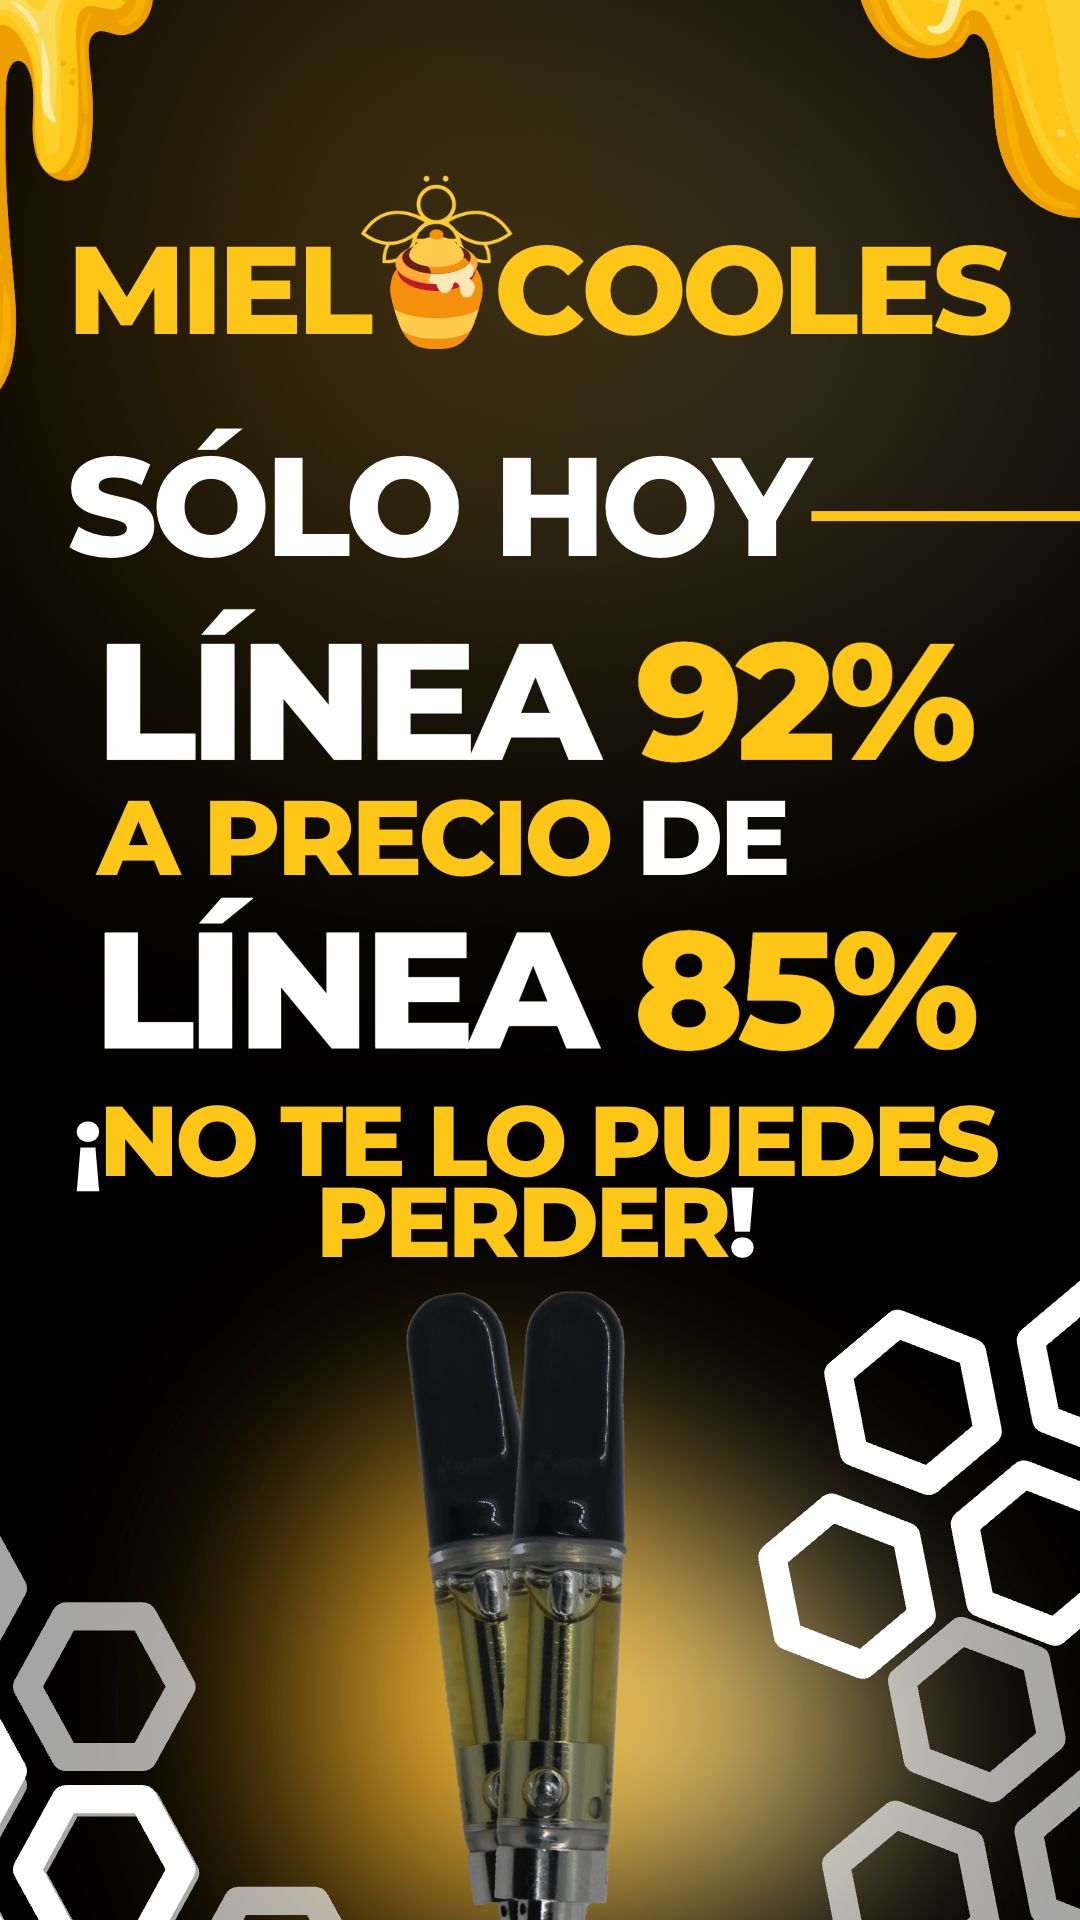 MIEL COOLES
SÓLO HOY
LÍNEA 92%
A PRECIO DE
LÍNEA 85%
¡NO TE LO PUEDES
PERDER!